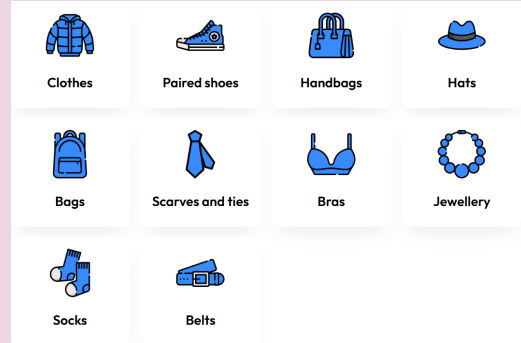 Clothes
Paired shoes
Handbags
Hats
Bags
Scarves and ties
Bras
Jewellery
Socks
Belts